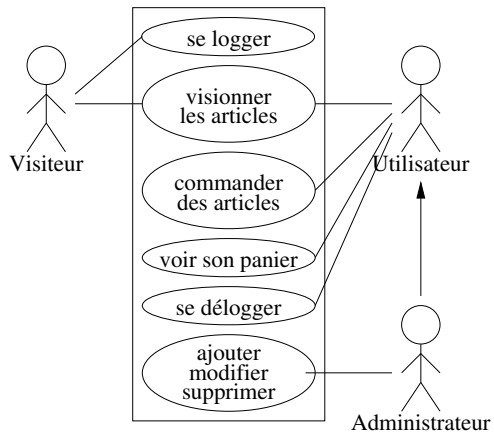 se logger
visionner
les articles
Visiteur
Utilisateur
commander
des articles
voir son panier
se délogger
ajouter
modifier
supprimer
Administrateur